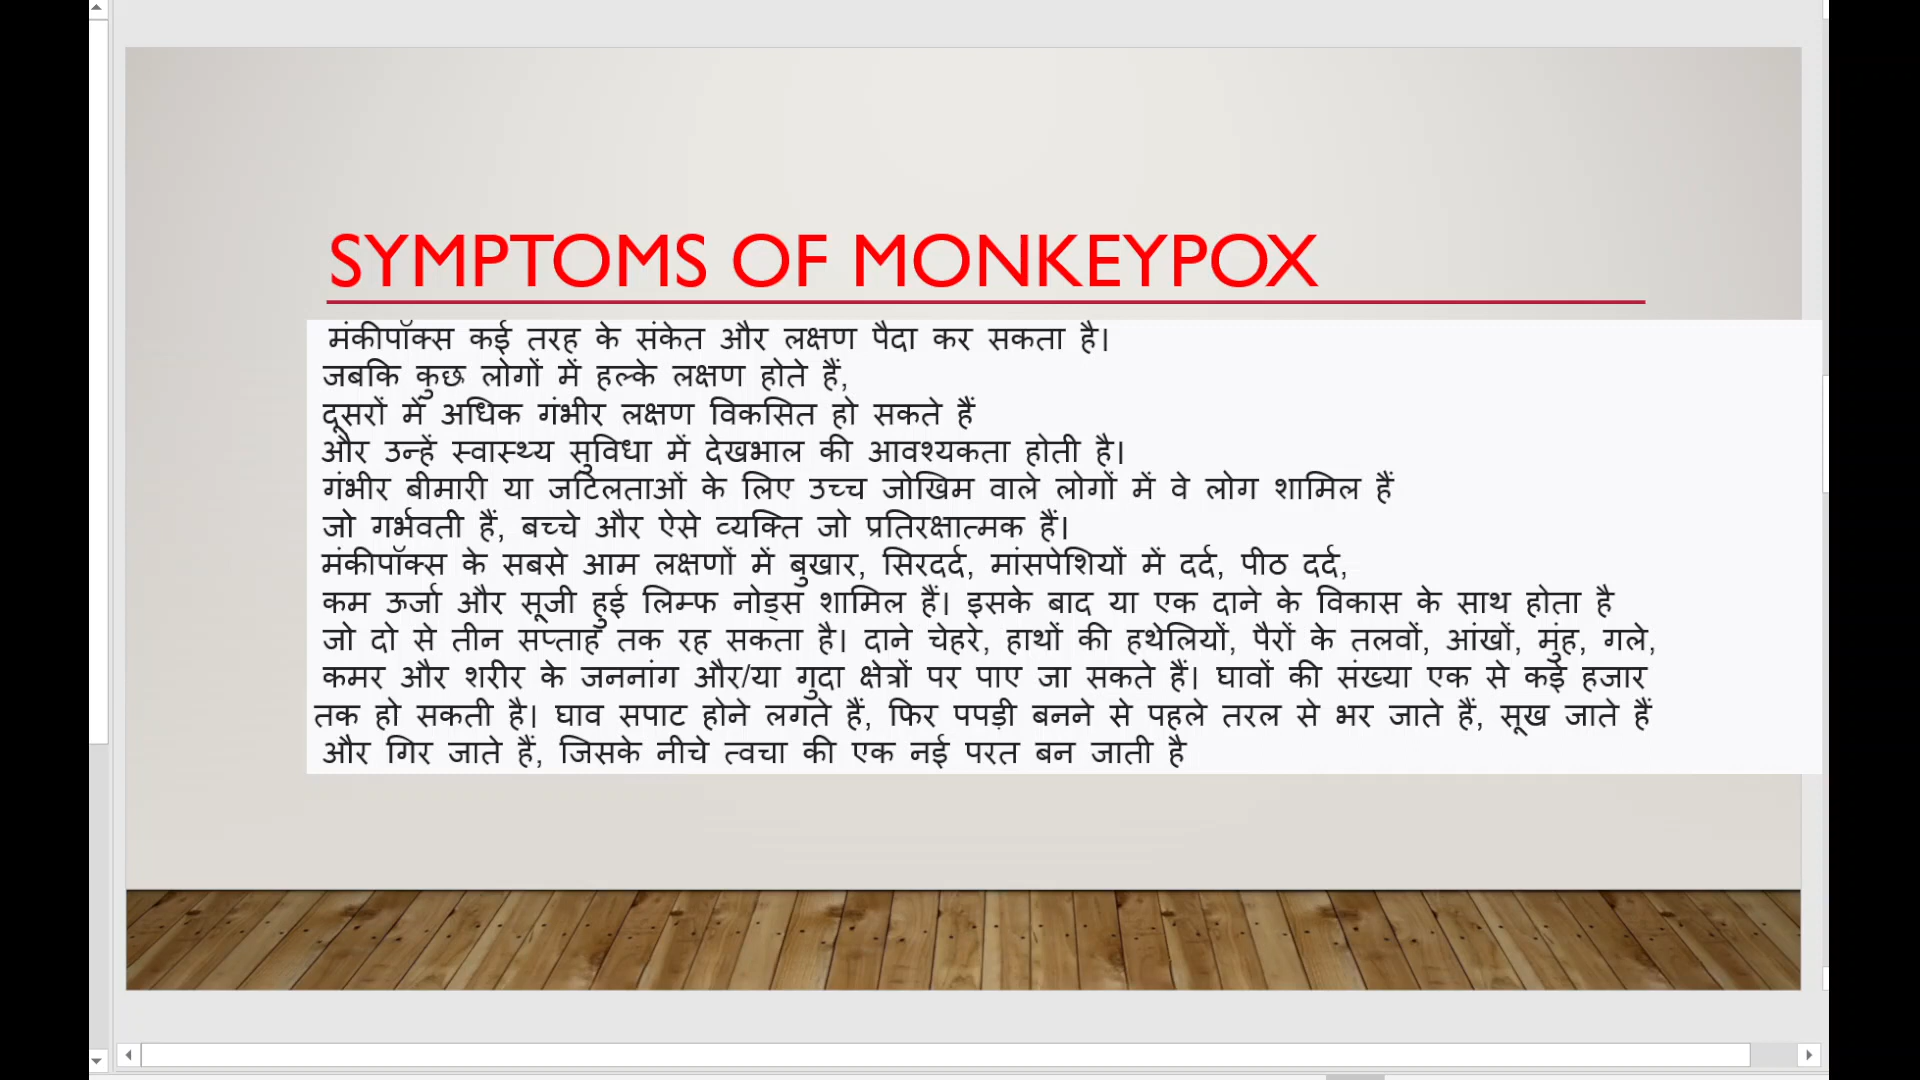 SYMPTOMS OF MONKEYPOX
मंकीपॉक्स कई तरह के संकेत और लक्षण पैदा कर सकता है।
जबकि कुछ लोगों में हल्के लक्षण होते हैं,
दूसरों में अधिक गंभीर लक्षण विकसित हो सकते हैं
और उन्हें स्वास्थ्य सुविधा में देखभाल की आवश्यकता होती है।
गंभीर बीमारी या जटिलताओं के लिए उच्च जोखिम वाले लोगों में वे लोग शामिल हैं
जो गर्भवती हैं, बच्चे और ऐसे व्यक्ति जो प्रतिरक्षात्मक हैं।
मंकीपॉक्स के सबसे आम लक्षणों में बुखार, सिरदर्द, मांसपेशियों में दर्द, पीठ दर्द,
कम ऊर्जा और सूजी हुई लिम्फ नोड्स शामिल हैं। इसके बाद या एक दाने के विकास के साथ होता है
जो दो से तीन सप्ताह तक रह सकता है। दाने चेहरे, हाथों की हथेलियों, पैरों के तलवों, आंखों, मुंह, गले,
कमर और शरीर के जननांग और/या गुदा क्षेत्रों पर पाए जा सकते हैं। घावों की संख्या एक से कई हजार
तक हो सकती है। घाव सपाट होने लगते हैं, फिर पपड़ी बनने से पहले तरल से भर जाते हैं, सूख जाते हैं
और गिर जाते हैं, जिसके नीचे त्वचा की एक नई परत बन जाती है